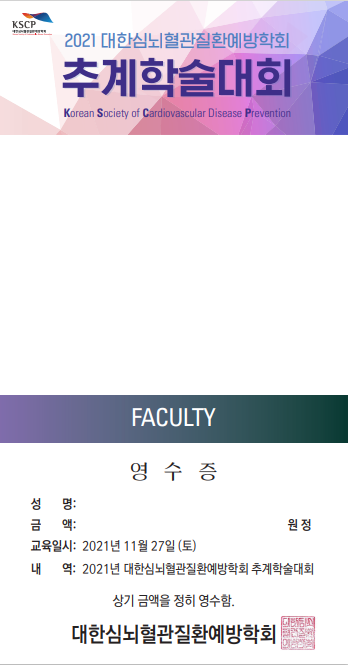 KSCP
대한심뇌혈관질환예방학회
2021 대한심뇌혈관질환예방학회
추계학술대회
Korean Society of Cardiovascular Disease Prevention
FACULTY
영 수 증
성 명:
금 액: 원정
교육일시: 2021년 11월 27일 (토)
내 역: 2021년 대한심뇌혈관질환예방학회 추계학술대회
상기 금액을 정히 영수함.
대한심뇌혈관질환예방학회